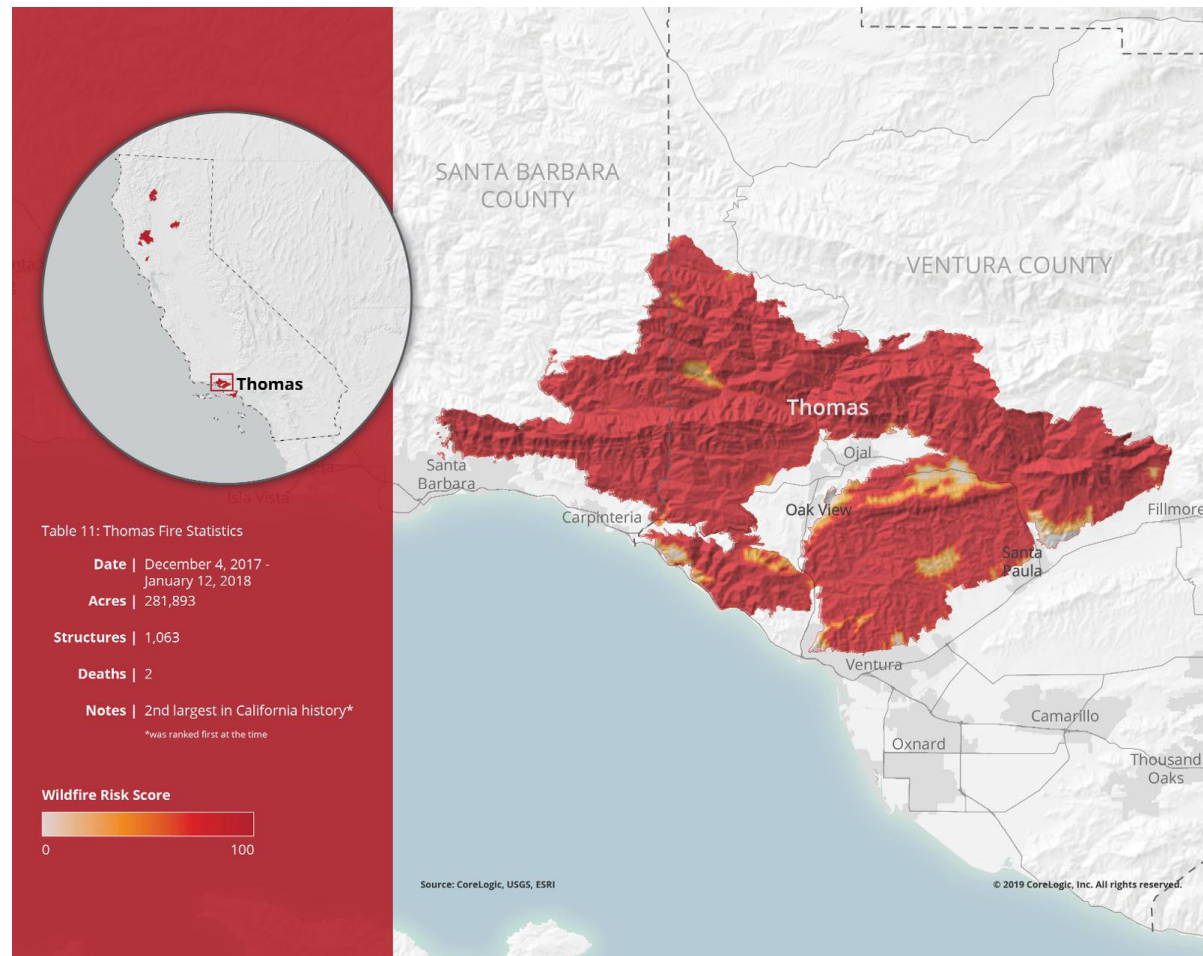 SANTA BARBARA
COUNTY
VENTURA COUNTY
Thomas
Thomas
Ojal
Santa
Barbara
Isla Vista
Carpinteria
Oak View
Fillmore
Santa
Paula
Ventura
Camarillo
Oxnard
Thousand
Oaks
Table 11: Thomas Fire Statistics
Date | December 4, 2017 -
January 12, 2018
Acres | 281,893
Structures | 1,063
Deaths | 2
Notes | 2nd largest in California history*
*was ranked first at the time
Wildfire Risk Score
0 100
Source: CoreLogic, USGS, ESRI
© 2019 CoreLogic, Inc. All rights reserved.